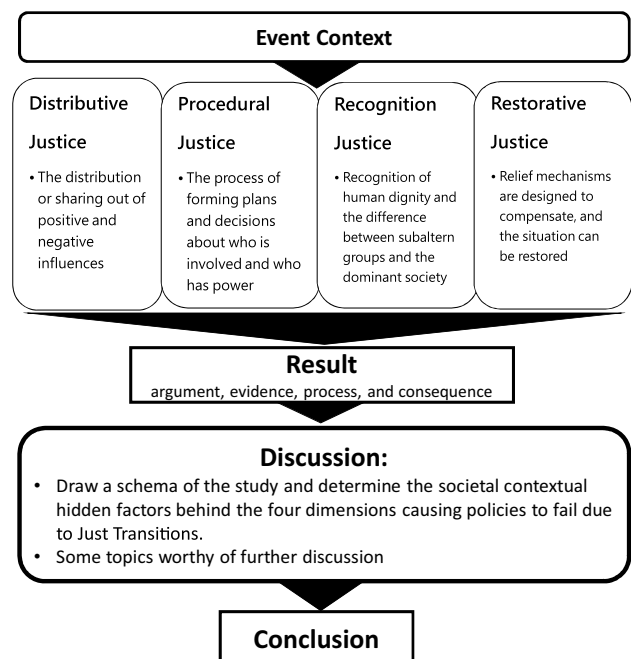 Event Context
Distributive
Justice
• The distribution
or sharing out of
positive and
negative
influences
Procedural
Justice
• The process of
forming plans
and decisions
about who is
involved and who
has power
Recognition
Justice
• Recognition of
human dignity and
the difference
between subaltern
groups and the
dominant society
Restorative
Justice
• Relief mechanisms
are designed to
compensate, and
the situation can
be restored
Result
argument, evidence, process, and consequence
Discussion:
• Draw a schema of the study and determine the societal contextual
hidden factors behind the four dimensions causing policies to fail due
to Just Transitions.
• Some topics worthy of further discussion
Conclusion